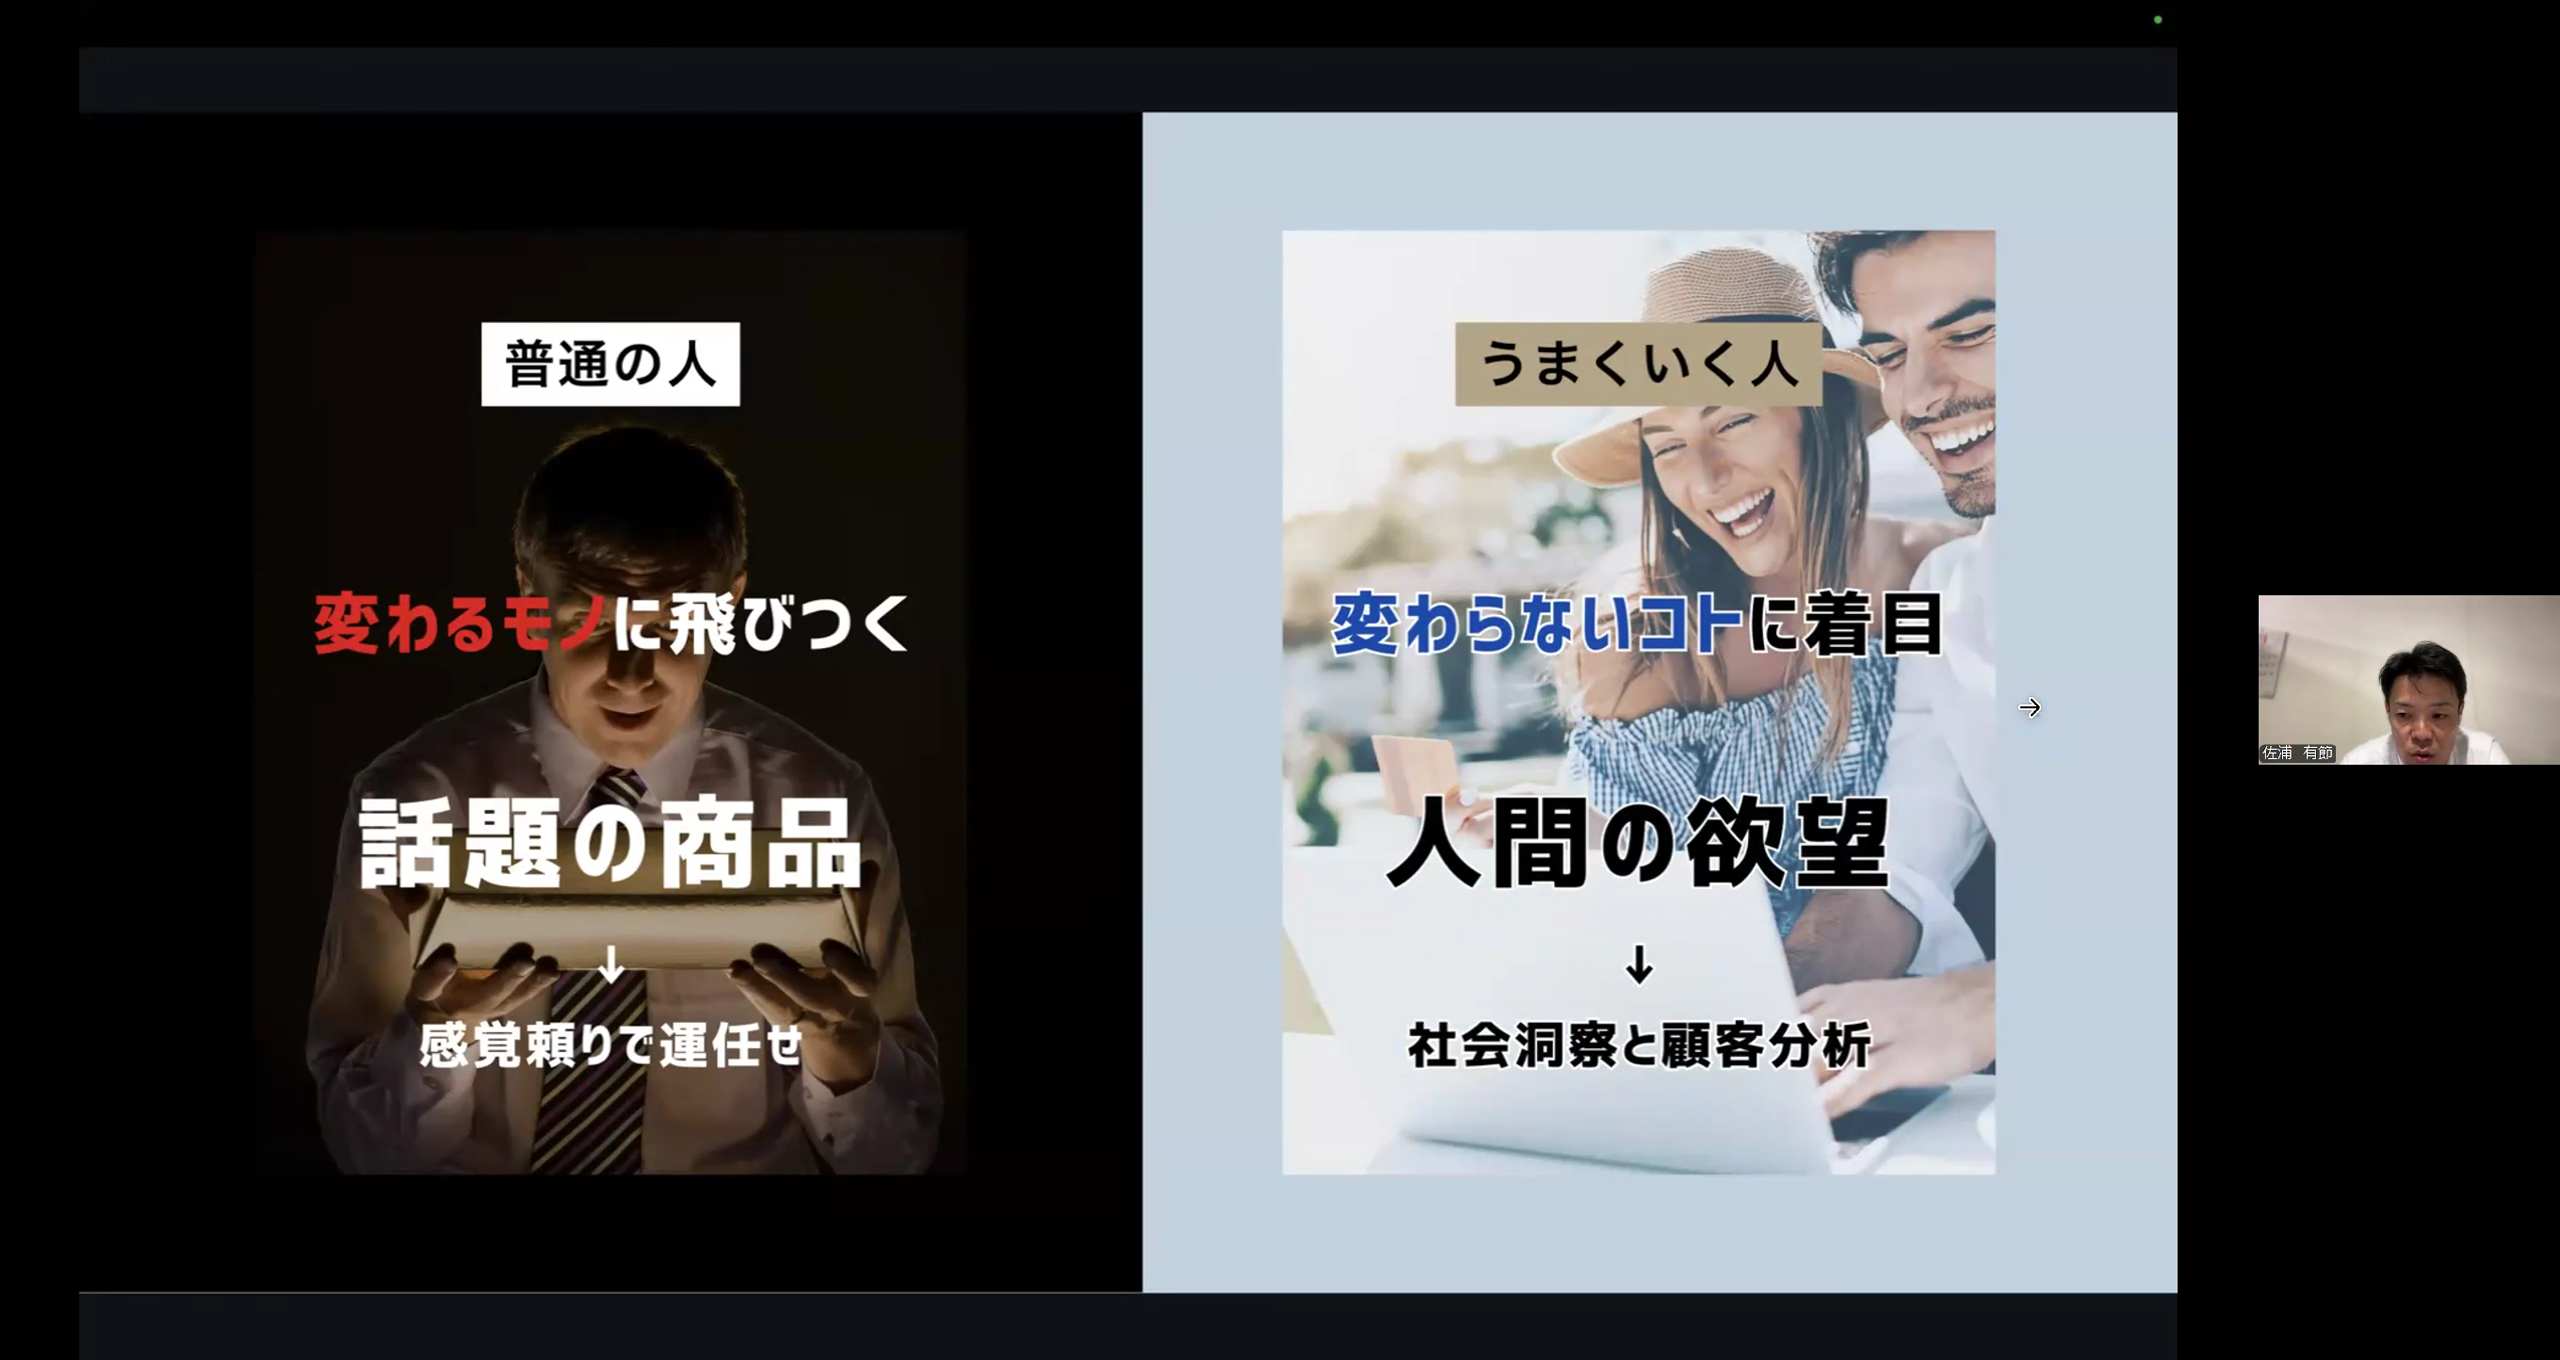 普通の人
変わるモノに飛びつく
話題の商品
↓
感覚頼りで運任せ
うまくいく人
変わらないコトに着目
人間の欲望
↓
社会洞察と顧客分析
佐浦 有節